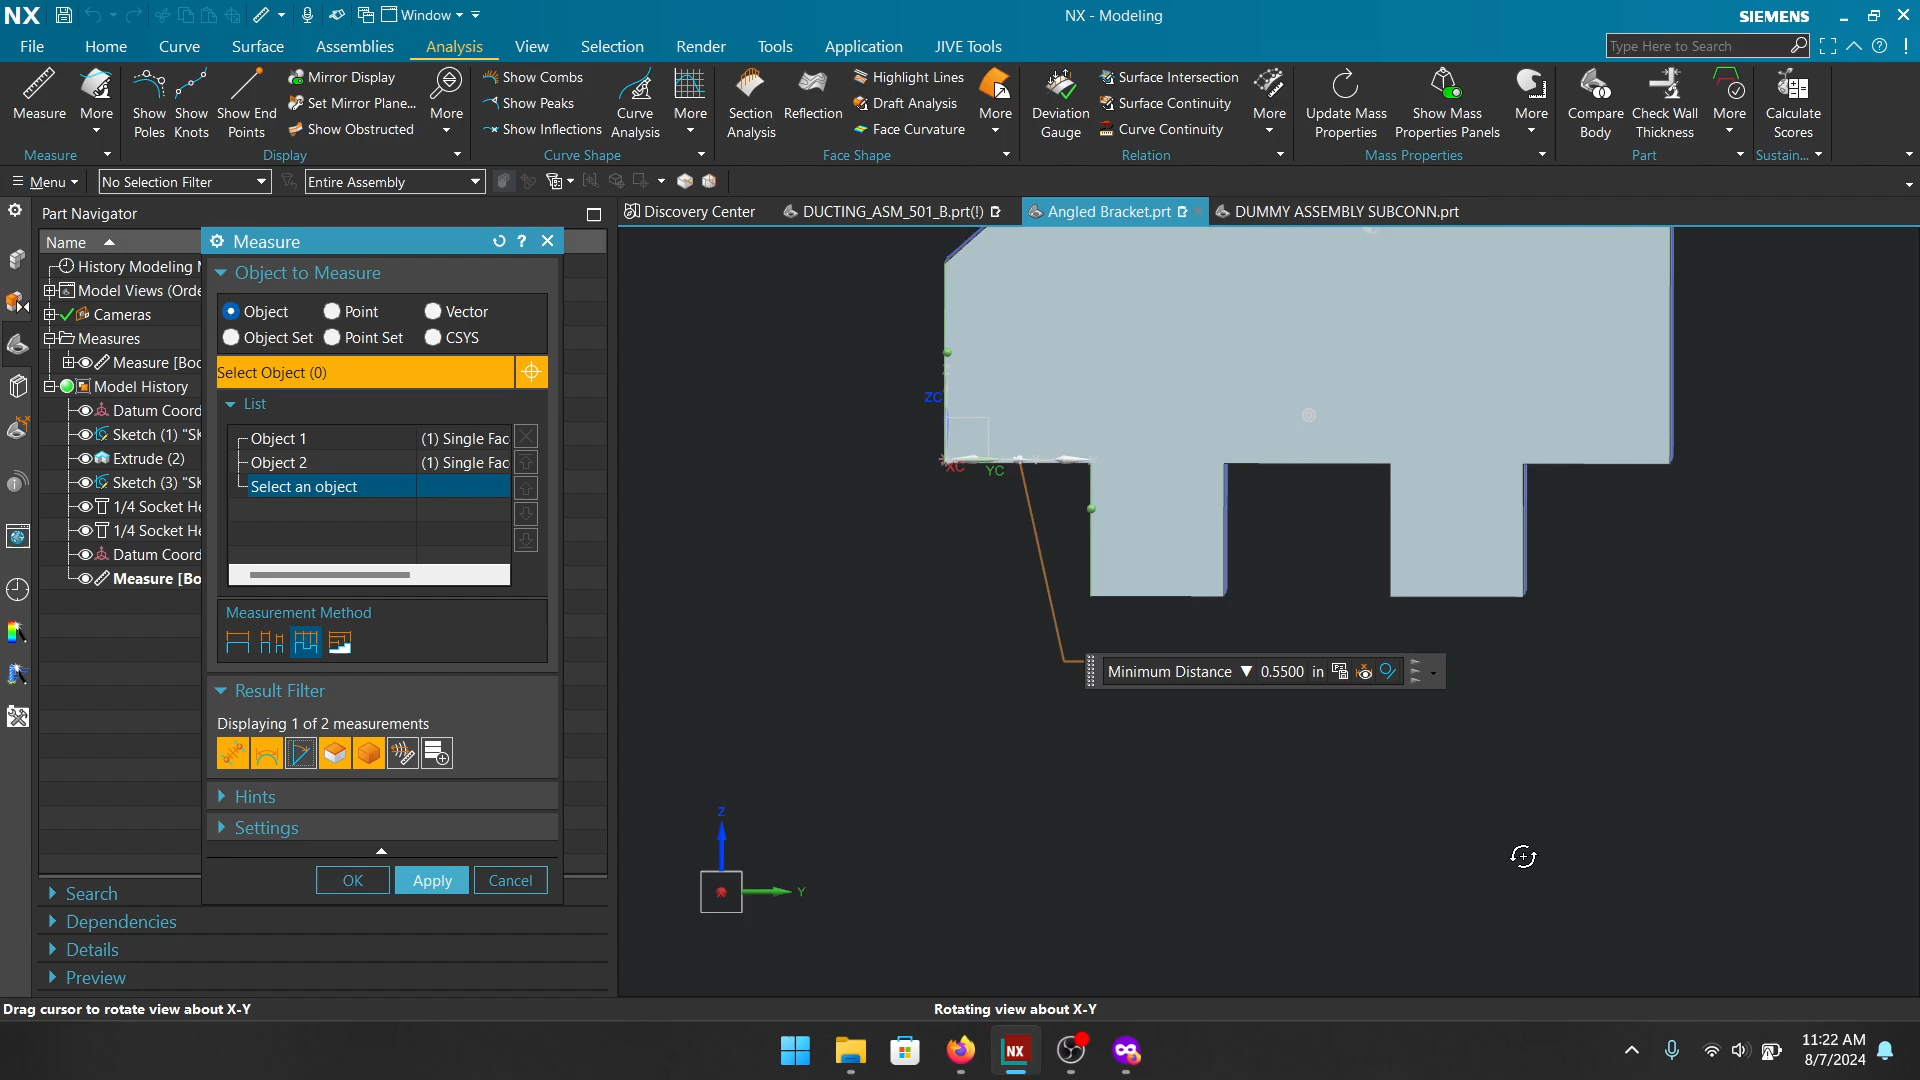 NX
Window
NX - Modeling
SIEMENS
File
Home
Curve
Surface
Assemblies
Analysis
View
Selection
Render
Tools
Application
JIVE Tools
Type Here to Search
Measure
More
Show Poles
Show Knots
Show End Points
Mirror Display
Set Mirror Plane...
Show Obstructed
More
Show Combs
Show Peaks
Show Inflections
Curve Analysis
More
Section Analysis
Reflection
Highlight Lines
Draft Analysis
Face Curvature
More
Deviation Gauge
Surface Intersection
Surface Continuity
Curve Continuity
More
Update Mass Properties
Show Mass Properties Panels
More
Compare Body
Check Wall Thickness
More
Calculate Scores
Measure
Display
Curve Shape
Face Shape
Relation
Mass Properties
Part
Sustain...
Menu
No Selection Filter
Entire Assembly
Part Navigator
Discovery Center
DUCTING_ASM_501_B.prt(!)
Angled Bracket.prt
DUMMY ASSEMBLY SUBCONN.prt
Name
History Modeling
Model Views (Orde
Cameras
Measures
Measure [Boo
Model History
Datum Coord
Sketch (1) "SK
Extrude (2)
Sketch (3) "SK
1/4 Socket He
1/4 Socket He
Datum Coord
Measure [Bo
Measure
Object to Measure
Object
Point
Vector
Object Set
Point Set
CSYS
Select Object (0)
List
Object 1
(1) Single Fac
Object 2
(1) Single Fac
Select an object
Measurement Method
Result Filter
Displaying 1 of 2 measurements
Hints
Settings
OK
Apply
Cancel
Search
Dependencies
Details
Preview
ZC
XC
YC
Minimum Distance
0.5500
in
Z
Y
Drag cursor to rotate view about X-Y
Rotating view about X-Y
NX
11:22 AM
8/7/2024